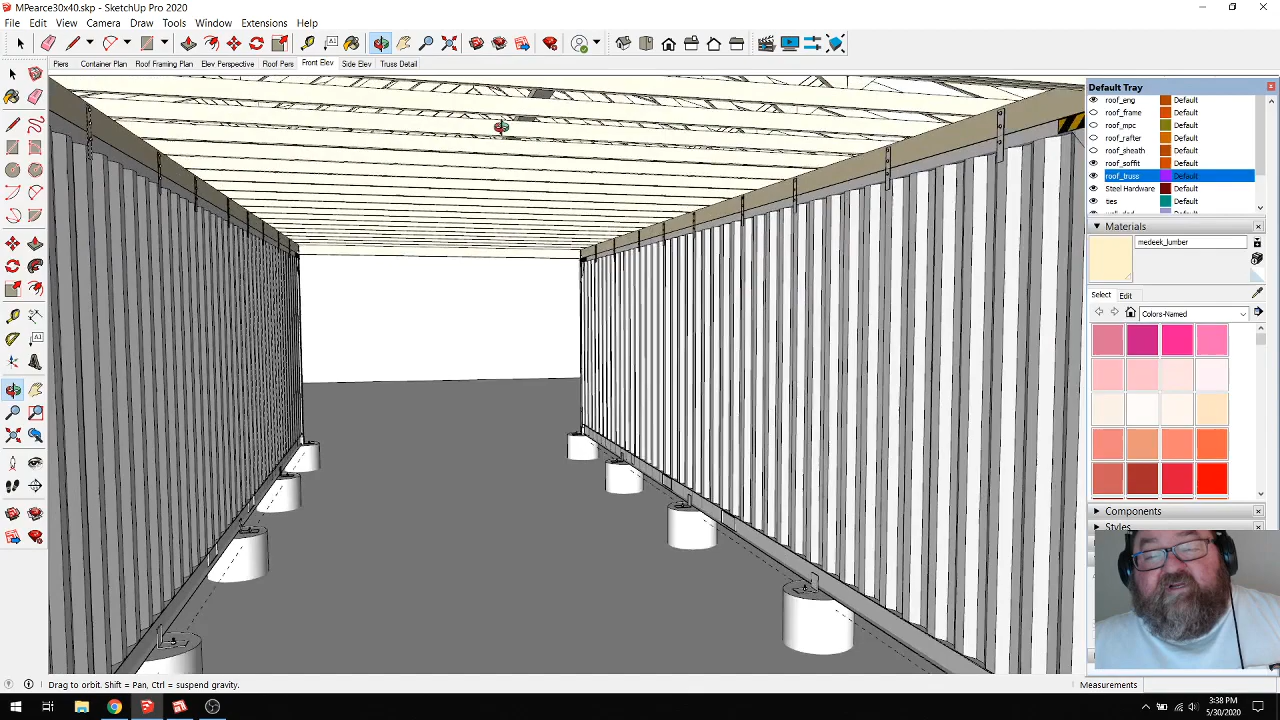 MPearce30x40.skp - SketchUp Pro 2020
File Edit View Camera Draw Tools Window Extensions Help
Piers Container Plan Roof Framing Plan Elev Perspective Roof Pers Front Elev Side Elev Truss Detail
Default Tray
roof_eng Default
roof_frame Default
roof_mpc Default
roof_rafter Default
roof_sheath Default
roof_soffit Default
roof_truss Default
Steel Hardware Default
ties Default
Materials
medeek_lumber
Select Edit
Colors-Named
Components
Styles
Drag to orbit. Shift = Pan, Ctrl = suspend gravity.
Measurements
3:38 PM
5/30/2020